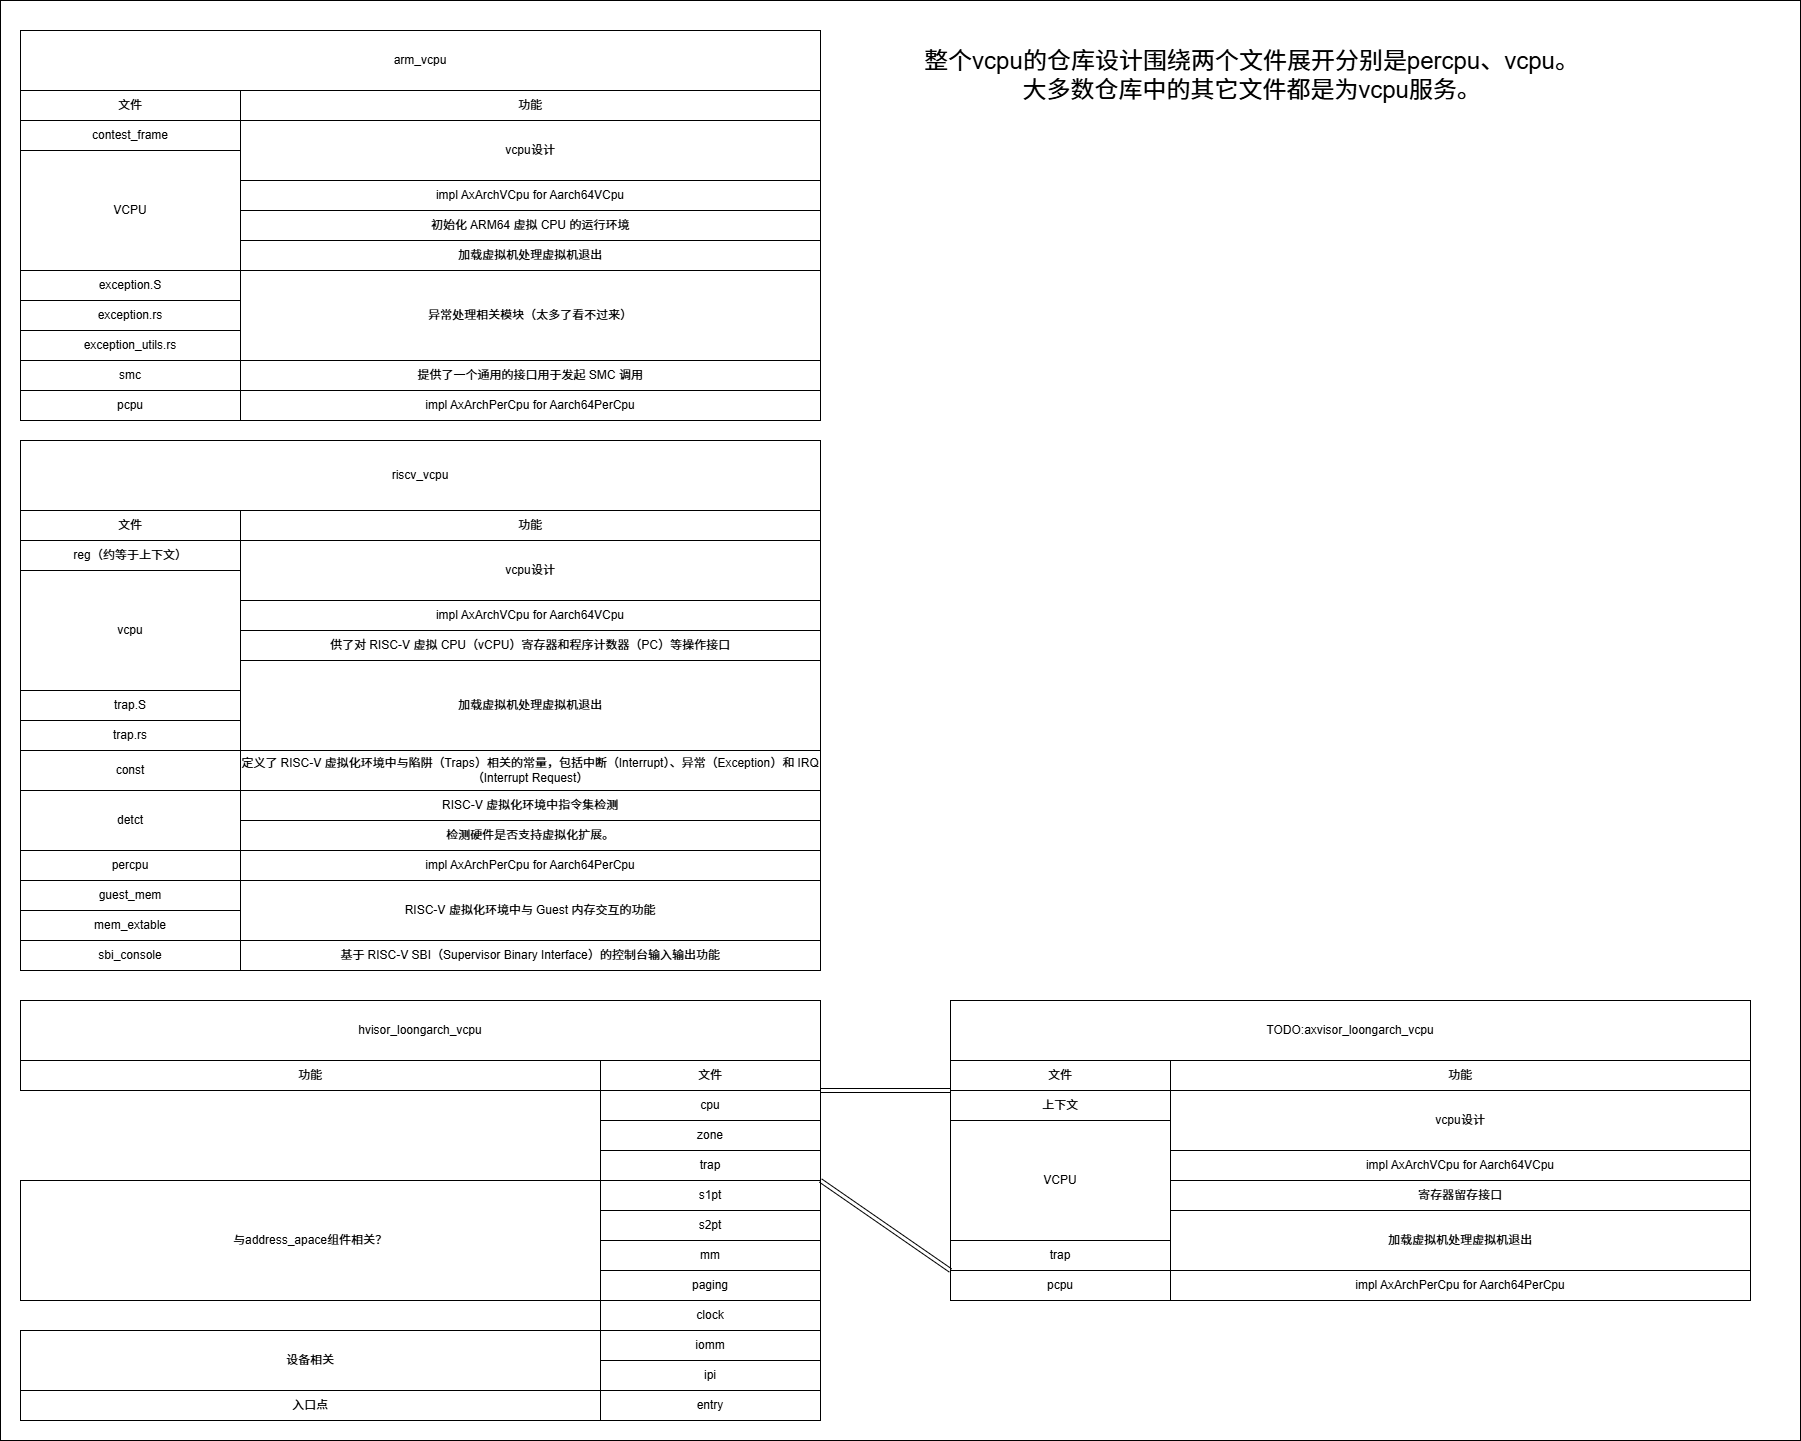 整个vcpu的仓库设计围绕两个文件展开分别是percpu、vcpu。
大多数仓库中的其它文件都是为vcpu服务。
arm_vcpu
文件
功能
contest_frame
vcpu设计
VCPU
impl AxArchVCpu for Aarch64VCpu
初始化 ARM64 虚拟 CPU 的运行环境
加载虚拟机处理虚拟机退出
exception.S
exception.rs
异常处理相关模块（太多了看不过来）
exception_utils.rs
smc
提供了一个通用的接口用于发起 SMC 调用
pcpu
impl AxArchPerCpu for Aarch64PerCpu
riscv_vcpu
文件
功能
reg（约等于上下文）
vcpu设计
vcpu
impl AxArchVCpu for Aarch64VCpu
供了对 RISC-V 虚拟 CPU（vCPU）寄存器和程序计数器（PC）等操作接口
加载虚拟机处理虚拟机退出
trap.S
trap.rs
const
定义了 RISC-V 虚拟化环境中与陷阱（Traps）相关的常量，包括中断（Interrupt）、异常（Exception）和 IRQ
（Interrupt Request）
detct
RISC-V 虚拟化环境中指令集检测
检测硬件是否支持虚拟化扩展。
percpu
impl AxArchPerCpu for Aarch64PerCpu
guest_mem
RISC-V 虚拟化环境中与 Guest 内存交互的功能
mem_extable
sbi_console
基于 RISC-V SBI（Supervisor Binary Interface）的控制台输入输出功能
hvisor_loongarch_vcpu
功能
文件
cpu
zone
trap
与address_apace组件相关？
s1pt
s2pt
mm
paging
clock
设备相关
iomm
ipi
入口点
entry
TODO:axvisor_loongarch_vcpu
文件
功能
上下文
vcpu设计
VCPU
impl AxArchVCpu for Aarch64VCpu
寄存器留存接口
加载虚拟机处理虚拟机退出
trap
pcpu
impl AxArchPerCpu for Aarch64PerCpu